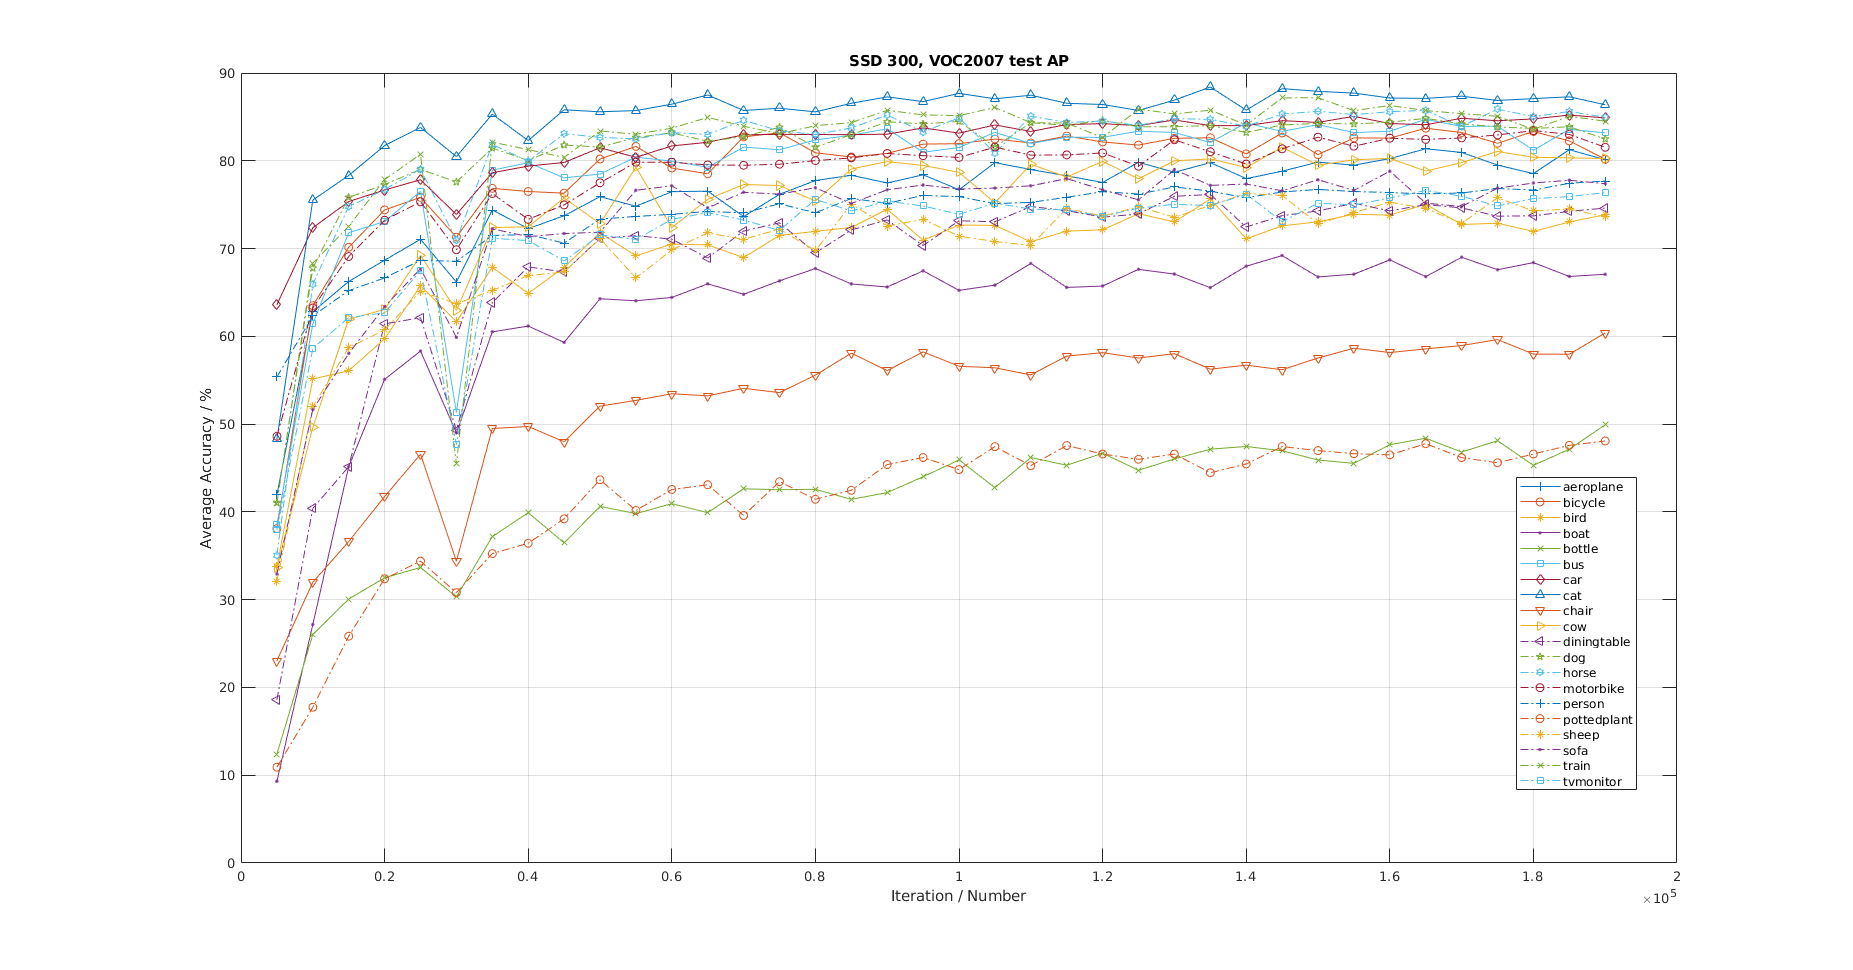 SSD 300, VOC2007 test AP
90
80
70
60
50
40
30
20
10
0
Average Accuracy / %
aeroplane
bicycle
bird
boat
bottle
bus
car
cat
chair
cow
diningtable
dog
horse
motorbike
person
pottedplant
sheep
sofa
train
tvmonitor
0 0.2 0.4 0.6 0.8 1 1.2 1.4 1.6 1.8 2
Iteration / Number
×10^5